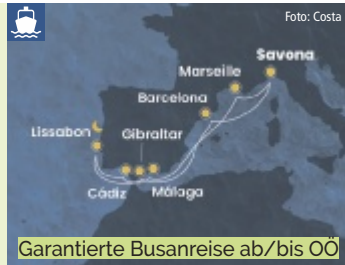 Foto: Costa
Savona
Marseille
Barcelona
Lissabon
Gibraltar
Cádiz
Málaga
Garantierte Busanreise ab/bis OÖ